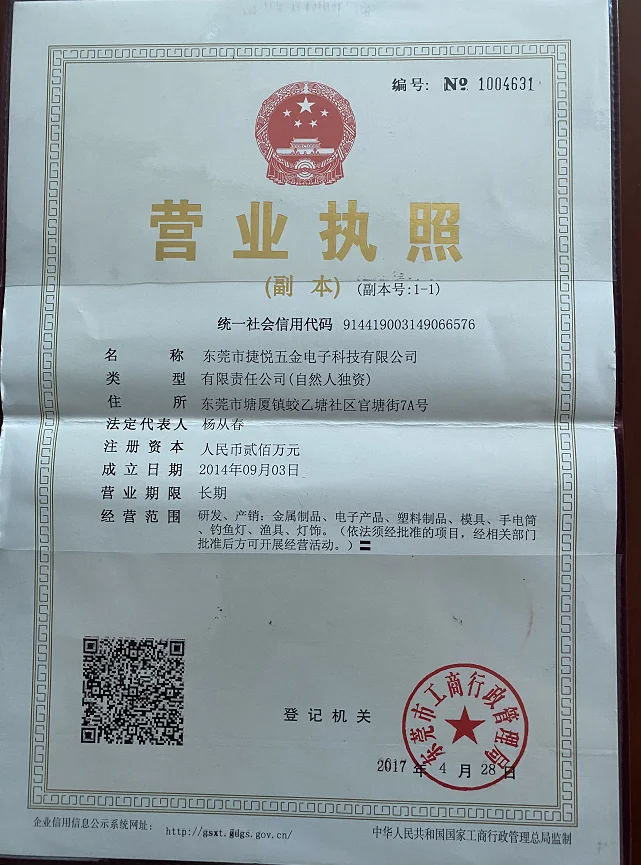 编号: № 1004631
营业执照
(副 本) (副本号:1-1)
统一社会信用代码 914419003149066576
名 称 东莞市捷悦五金电子科技有限公司
类 型 有限责任公司(自然人独资)
住 所 东莞市塘厦镇蛟乙塘社区官塘街7A号
法定代表人 杨从春
注 册 资 本 人民币贰佰万元
成 立 日 期 2014年09月03日
营 业 期 限 长期
经 营 范 围 研发、产销：金属制品、电子产品、塑料制品、模具、手电筒
、钓鱼灯、渔具、灯饰。（依法须经批准的项目，经相关部门
批准后方可开展经营活动。）
东莞市工商行政管理局
登 记 机 关
2017 年 4 月 28 日
企业信用信息公示系统网址： http://gsxt.gdgs.gov.cn/ 中华人民共和国国家工商行政管理总局监制